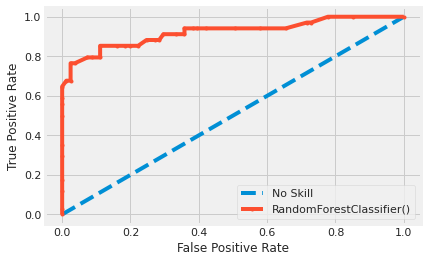 1.0
0.8
0.6
0.4
0.2
0.0
True Positive Rate
No Skill
RandomForestClassifier()
0.0 0.2 0.4 0.6 0.8 1.0
False Positive Rate